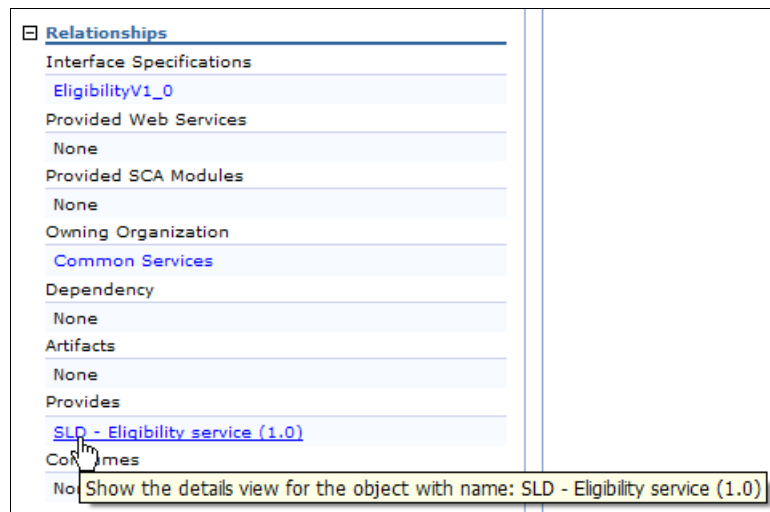 Relationships
Interface Specifications
EligibilityV1_0
Provided Web Services
None
Provided SCA Modules
None
Owning Organization
Common Services
Dependency
None
Artifacts
None
Provides
SLD - Eligibility service (1.0)
Show the details view for the object with name: SLD - Eligibility service (1.0)